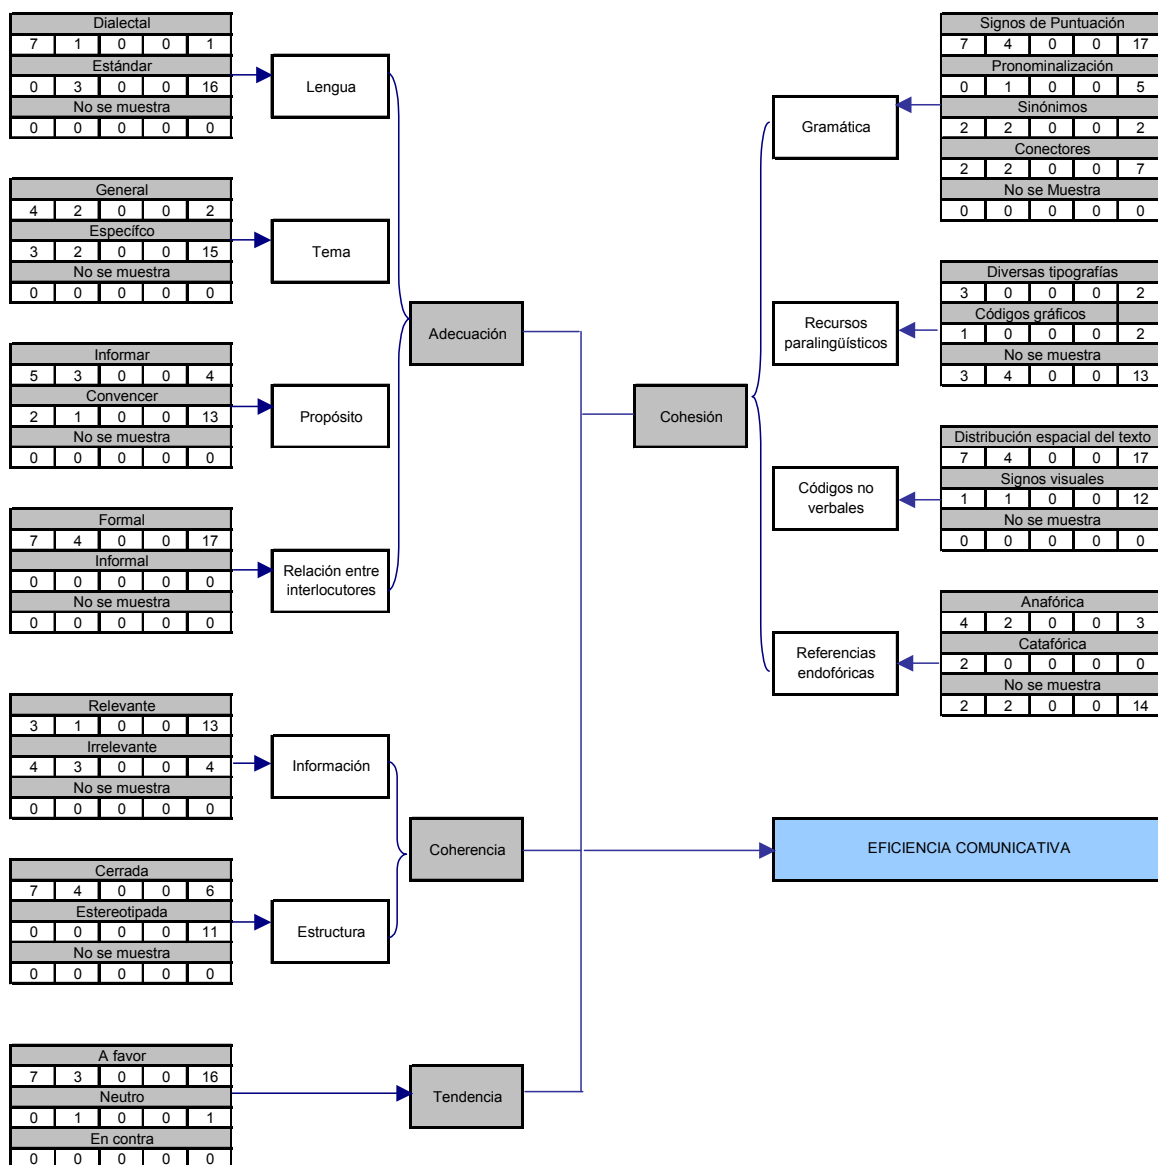 Dialectal
7 1 0 0 1
Estándar
0 3 0 0 16
No se muestra
0 0 0 0 0
Lengua
General
4 2 0 0 2
Específco
3 2 0 0 15
No se muestra
0 0 0 0 0
Tema
Informar
5 3 0 0 4
Convencer
2 1 0 0 13
No se muestra
0 0 0 0 0
Propósito
Formal
7 4 0 0 17
Informal
0 0 0 0 0
No se muestra
0 0 0 0 0
Relación entre
interlocutores
Adecuación
Relevante
3 1 0 0 13
Irrelevante
4 3 0 0 4
No se muestra
0 0 0 0 0
Información
Cerrada
7 4 0 0 6
Estereotipada
0 0 0 0 11
No se muestra
0 0 0 0 0
Estructura
Coherencia
A favor
7 3 0 0 16
Neutro
0 1 0 0 1
En contra
0 0 0 0 0
Tendencia
Cohesión
Gramática
Signos de Puntuación
7 4 0 0 17
Pronominalización
0 1 0 0 5
Sinónimos
2 2 0 0 2
Conectores
2 2 0 0 7
No se Muestra
0 0 0 0 0
Recursos
paralingüísticos
Diversas tipografías
3 0 0 0 2
Códigos gráficos
1 0 0 0 2
No se muestra
3 4 0 0 13
Códigos no
verbales
Distribución espacial del texto
7 4 0 0 17
Signos visuales
1 1 0 0 12
No se muestra
0 0 0 0 0
Referencias
endofóricas
Anafórica
4 2 0 0 3
Catafórica
2 0 0 0 0
No se muestra
2 2 0 0 14
EFICIENCIA COMUNICATIVA